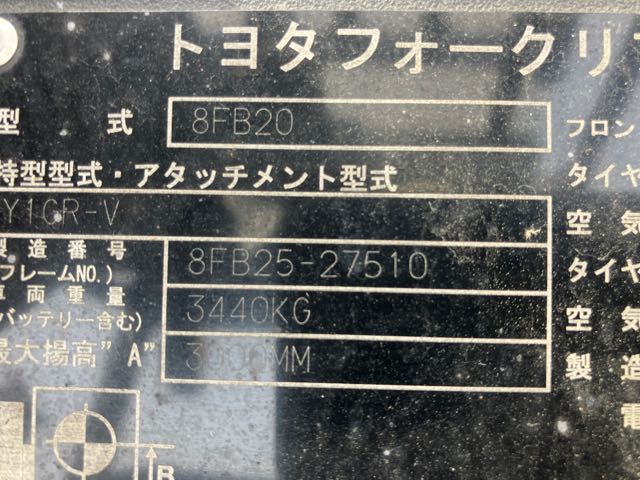 トヨタフォークリフ
型 式 8FB20 フロン
特型型式・アタッチメント型式 タイヤ
Y1CR-V 空気
製造番号
(フレームNO.) 8FB25-27510 タイヤ
車両重量
(バッテリー含む) 3440KG 空気
最大揚高"A" 3000MM 製造
電
B